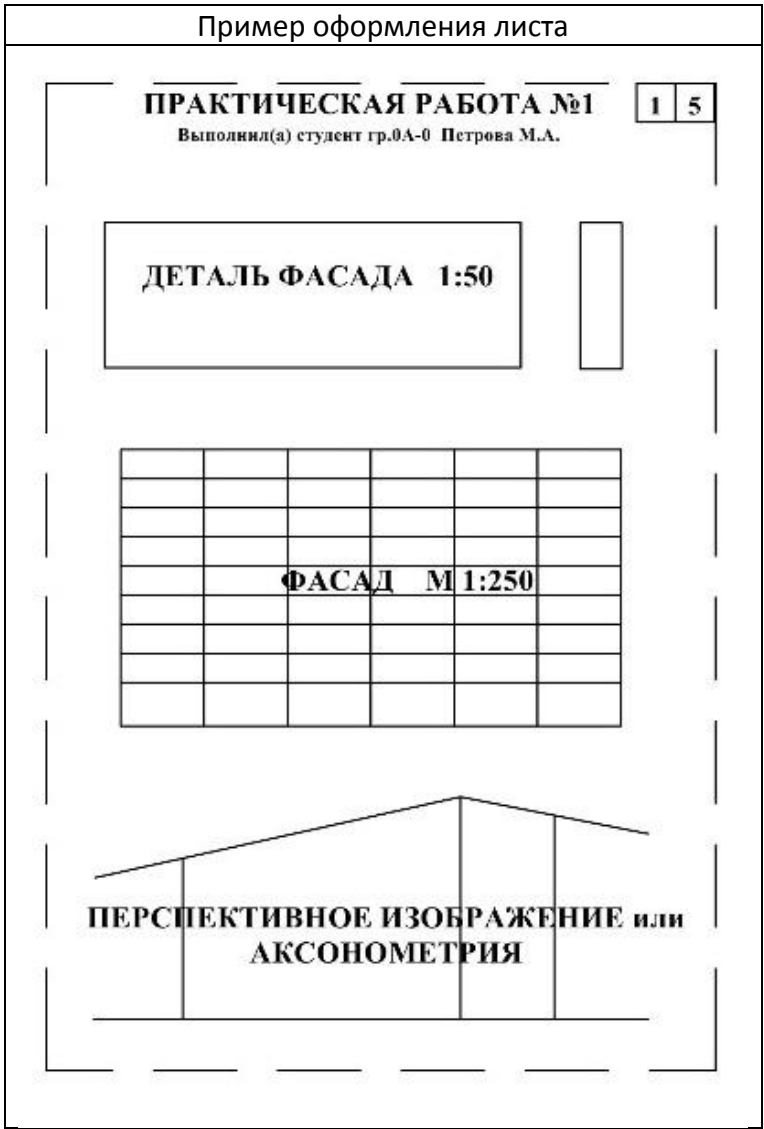 Пример оформления листа
ПРАКТИЧЕСКАЯ РАБОТА №1 1 5
Выполнил(а) студент гр.0А-0 Петрова М.А.
ДЕТАЛЬ ФАСАДА 1:50
ФАСАД М 1:250
ПЕРСПЕКТИВНОЕ ИЗОБРАЖЕНИЕ или
АКСОНОМЕТРИЯ